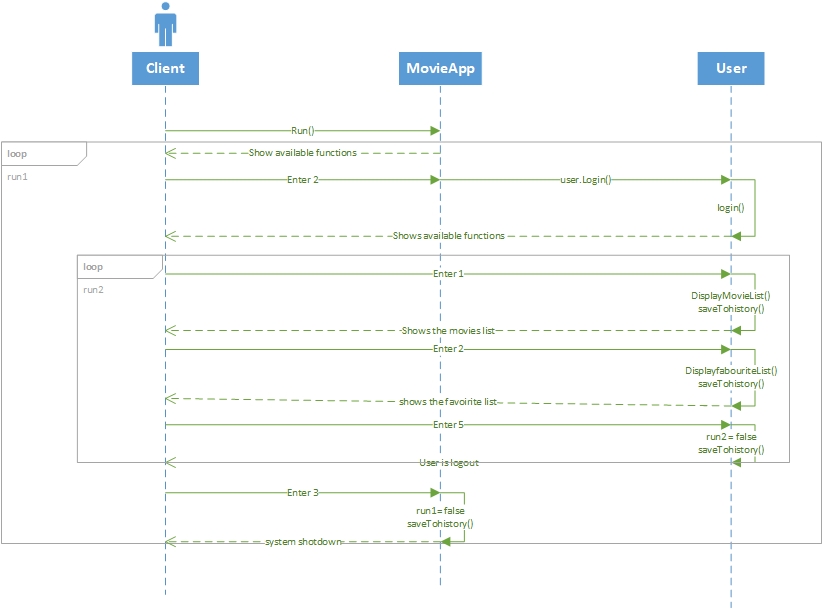 Client
MovieApp
User
Run()
loop
Show available functions
run1
Enter 2
user.Login()
login()
Shows available functions
loop
Enter 1
run2
DisplayMovieList()
saveTohistory()
Shows the movies list
Enter 2
DisplayfabouriteList()
saveTohistory()
shows the favoirite list
Enter 5
run2 = false
saveTohistory()
User is logout
Enter 3
run1= false
saveTohistory()
system shotdown